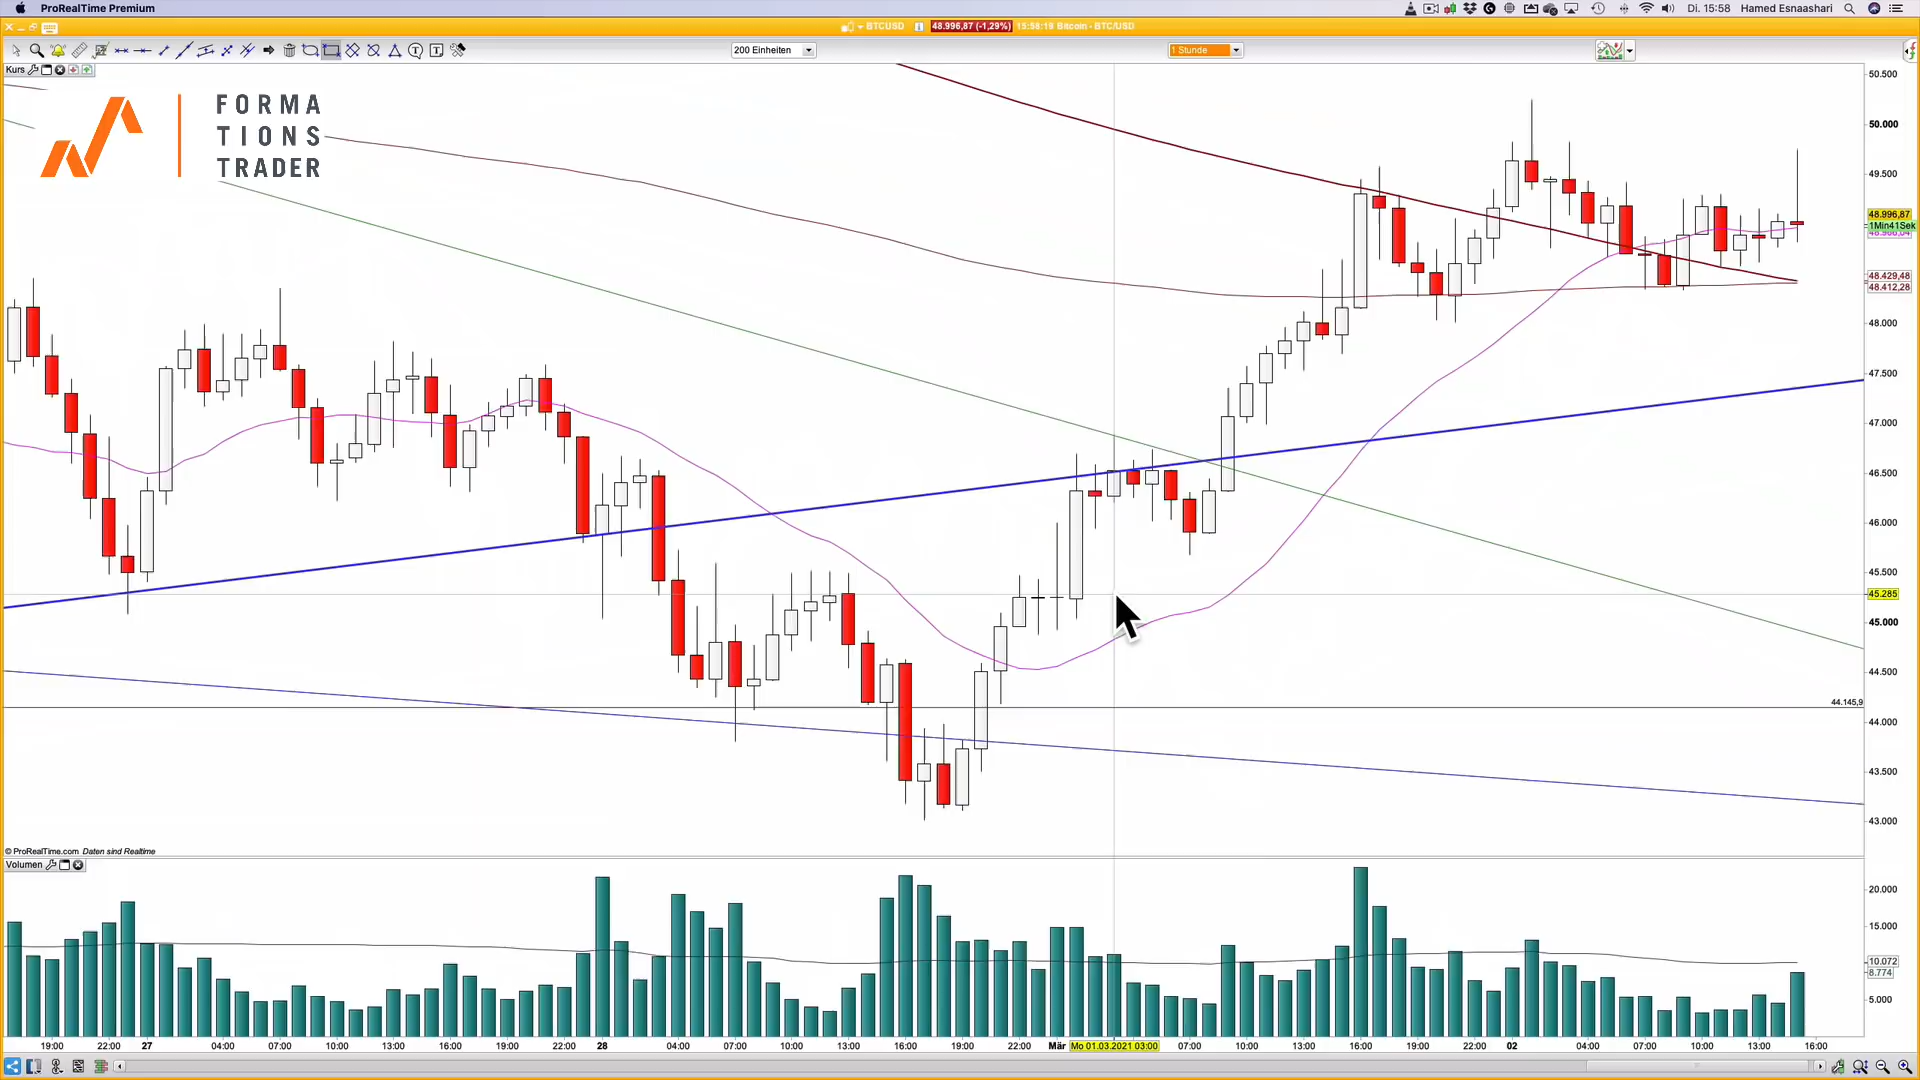 ProRealTime Premium
Di. 15:58 Hamed Esnaashari
BTCUSD 48.996,87 (-1,29%) 15:58:19 Bitcoin - BTC/USD
200 Einheiten
1 Stunde
Kurs
FORMA
TIONS
TRADER
50.500
50.000
49.500
48.996,87
1Min41Sek
48.429,48
48.412,28
48.000
47.500
47.000
46.500
46.000
45.500
45.285
45.000
44.500
44.145,9
44.000
43.500
43.000
© ProRealTime.com Daten sind Realtime
Volumen
20.000
15.000
10.072
8.774
5.000
19:00 22:00 27 04:00 07:00 10:00 13:00 16:00 19:00 22:00 28 04:00 07:00 10:00 13:00 16:00 19:00 22:00 Mär Mo 01.03.2021 03:00 07:00 10:00 13:00 16:00 19:00 22:00 02 04:00 07:00 10:00 13:00 16:00